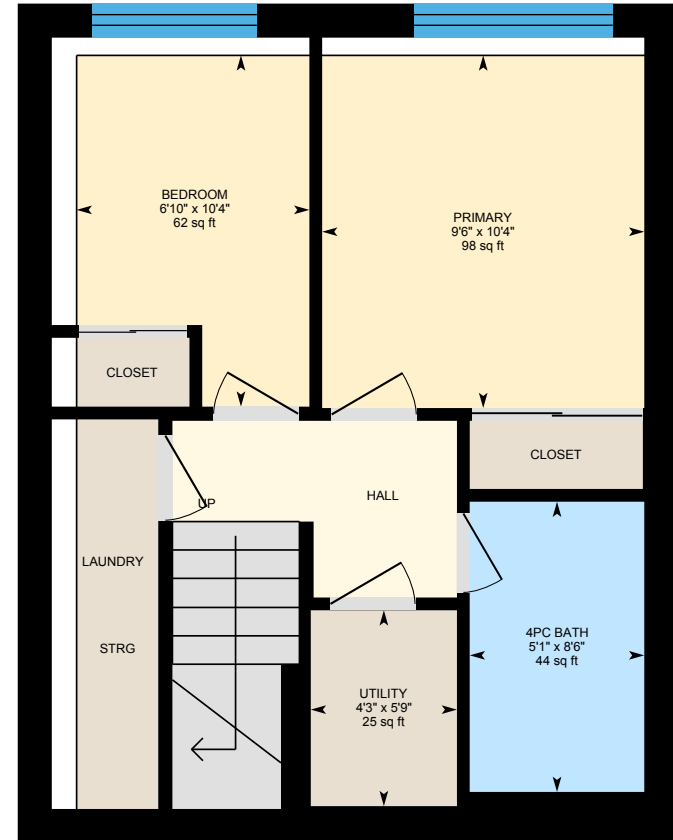 BEDROOM
6'10" x 10'4"
62 sq ft
PRIMARY
9'6" x 10'4"
98 sq ft
CLOSET
CLOSET
UP
HALL
LAUNDRY
STRG
4PC BATH
5'1" x 8'6"
44 sq ft
UTILITY
4'3" x 5'9"
25 sq ft